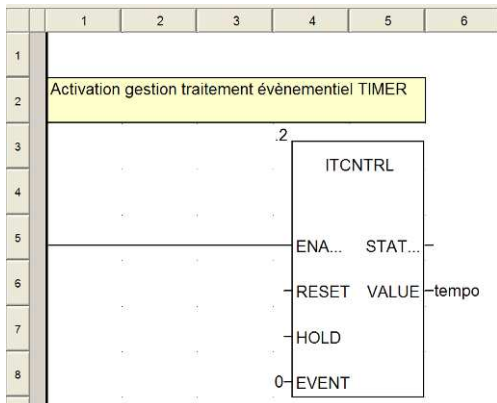 1 2 3 4 5 6
1
2 Activation gestion traitement évènementiel TIMER
3 .2
ITCNTRL
4
5 ENA... STAT...
6 RESET VALUE tempo
7 HOLD
8 0 EVENT